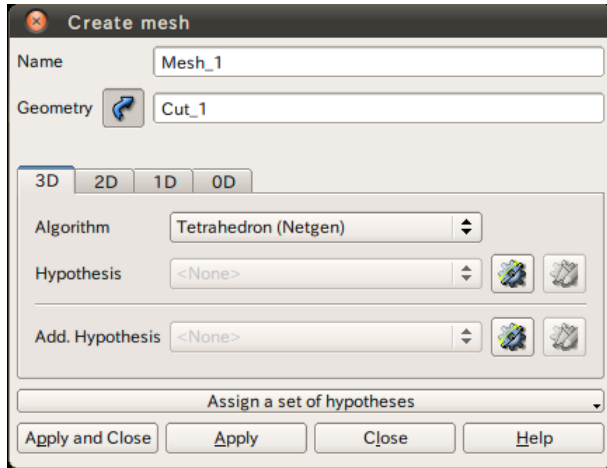 Create mesh
Name Mesh_1
Geometry Cut_1
3D 2D 1D 0D
Algorithm Tetrahedron (Netgen)
Hypothesis <None>
Add. Hypothesis <None>
Assign a set of hypotheses
Apply and Close Apply Close Help